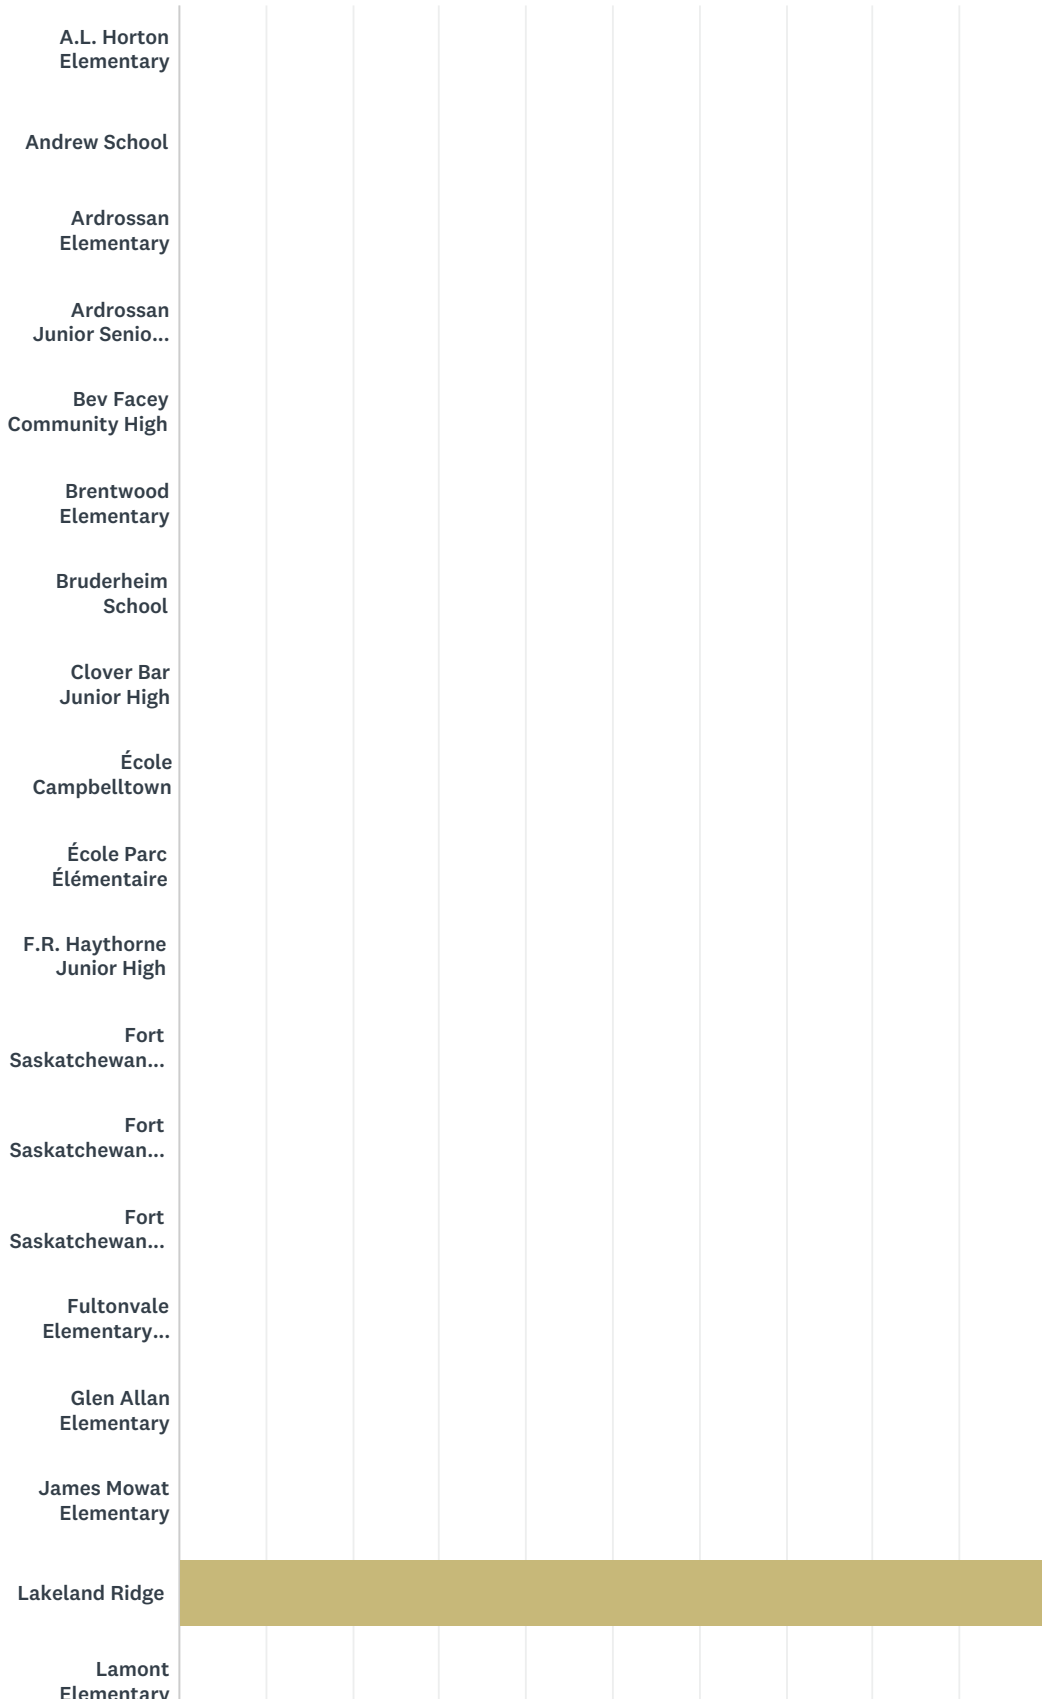 A.L. Horton
Elementary
Andrew School
Ardrossan
Elementary
Ardrossan
Junior Senio...
Bev Facey
Community High
Brentwood
Elementary
Bruderheim
School
Clover Bar
Junior High
École
Campbelltown
École Parc
Élémentaire
F.R. Haythorne
Junior High
Fort
Saskatchewan...
Fort
Saskatchewan...
Fort
Saskatchewan...
Fultonvale
Elementary...
Glen Allan
Elementary
James Mowat
Elementary
Lakeland Ridge
Lamont
Elementary